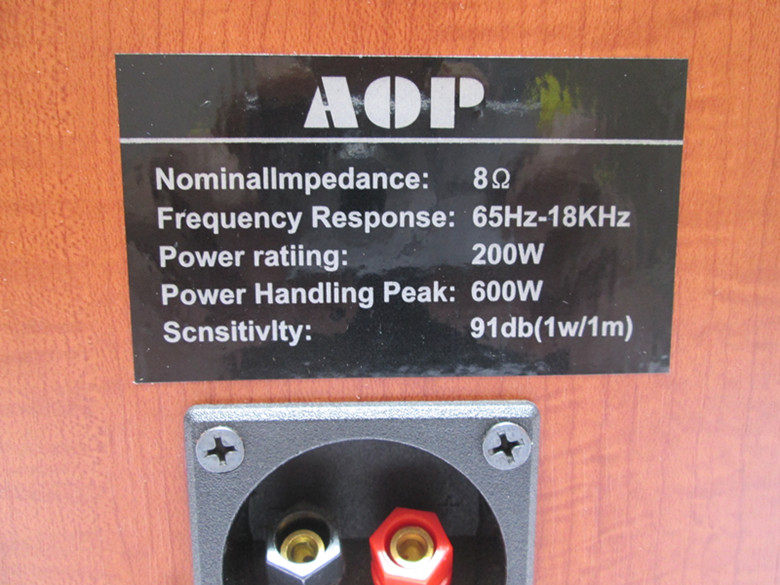 AOP
NominalImpedance: 8Ω
Frequency Response: 65Hz-18KHz
Power ratiing: 200W
Power Handling Peak: 600W
Scnsitivlty: 91db(1w/1m)